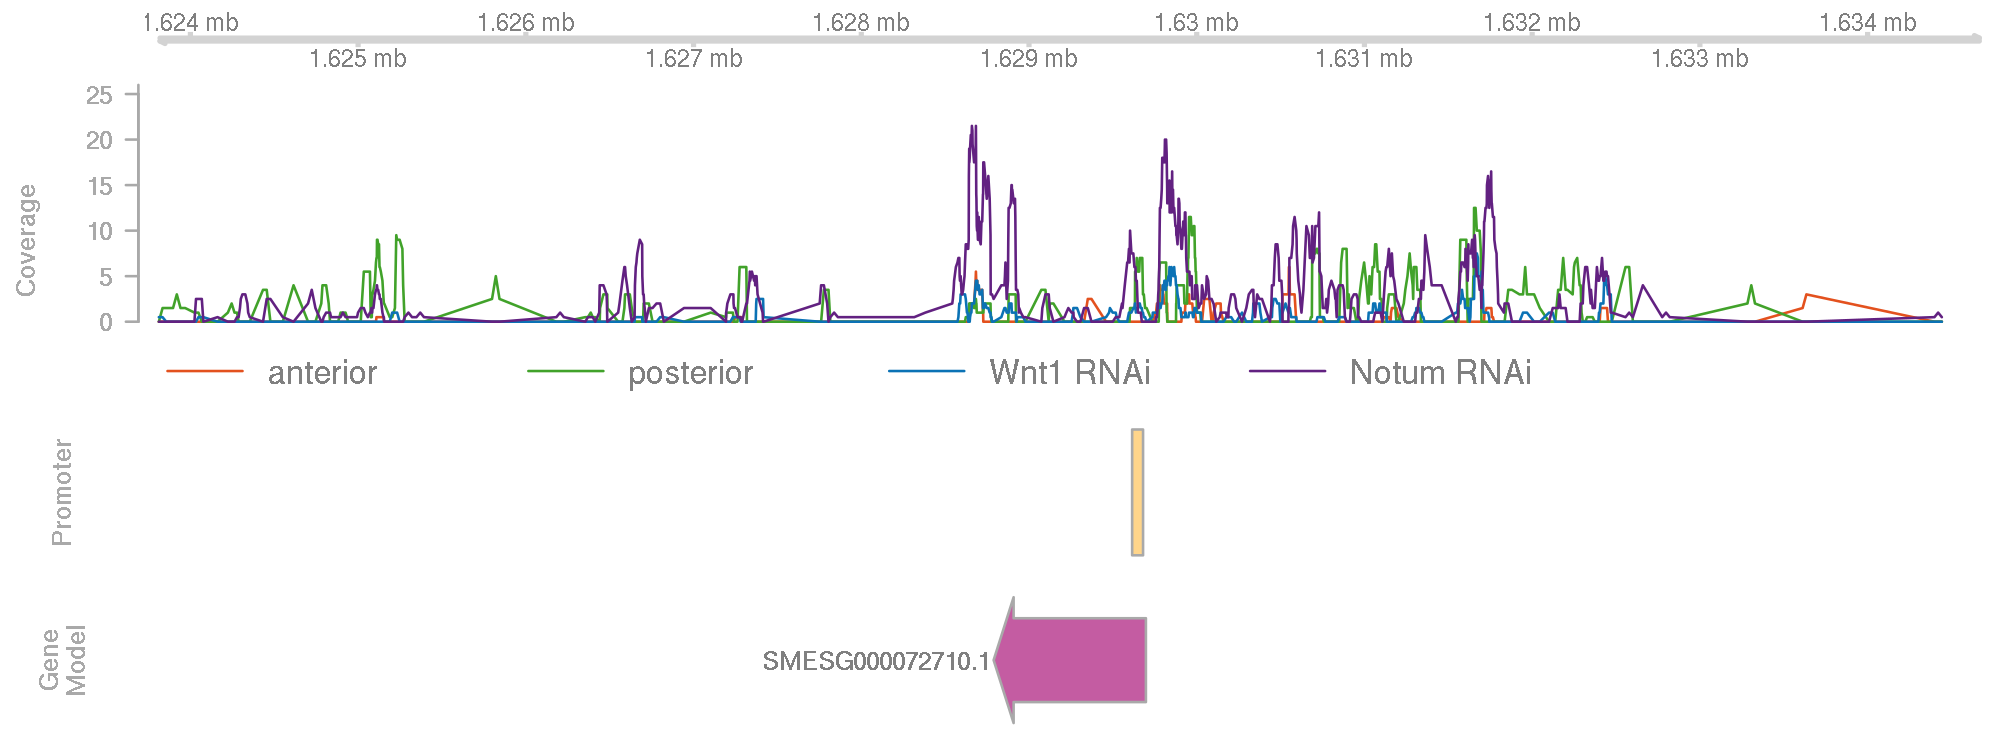 1.624 mb 1.626 mb 1.628 mb 1.63 mb 1.632 mb 1.634 mb
1.625 mb 1.627 mb 1.629 mb 1.631 mb 1.633 mb
25
20
15
10
5
0
Coverage
anterior posterior Wnt1 RNAi Notum RNAi
Promoter
Gene
Model
SMESG000072710.1